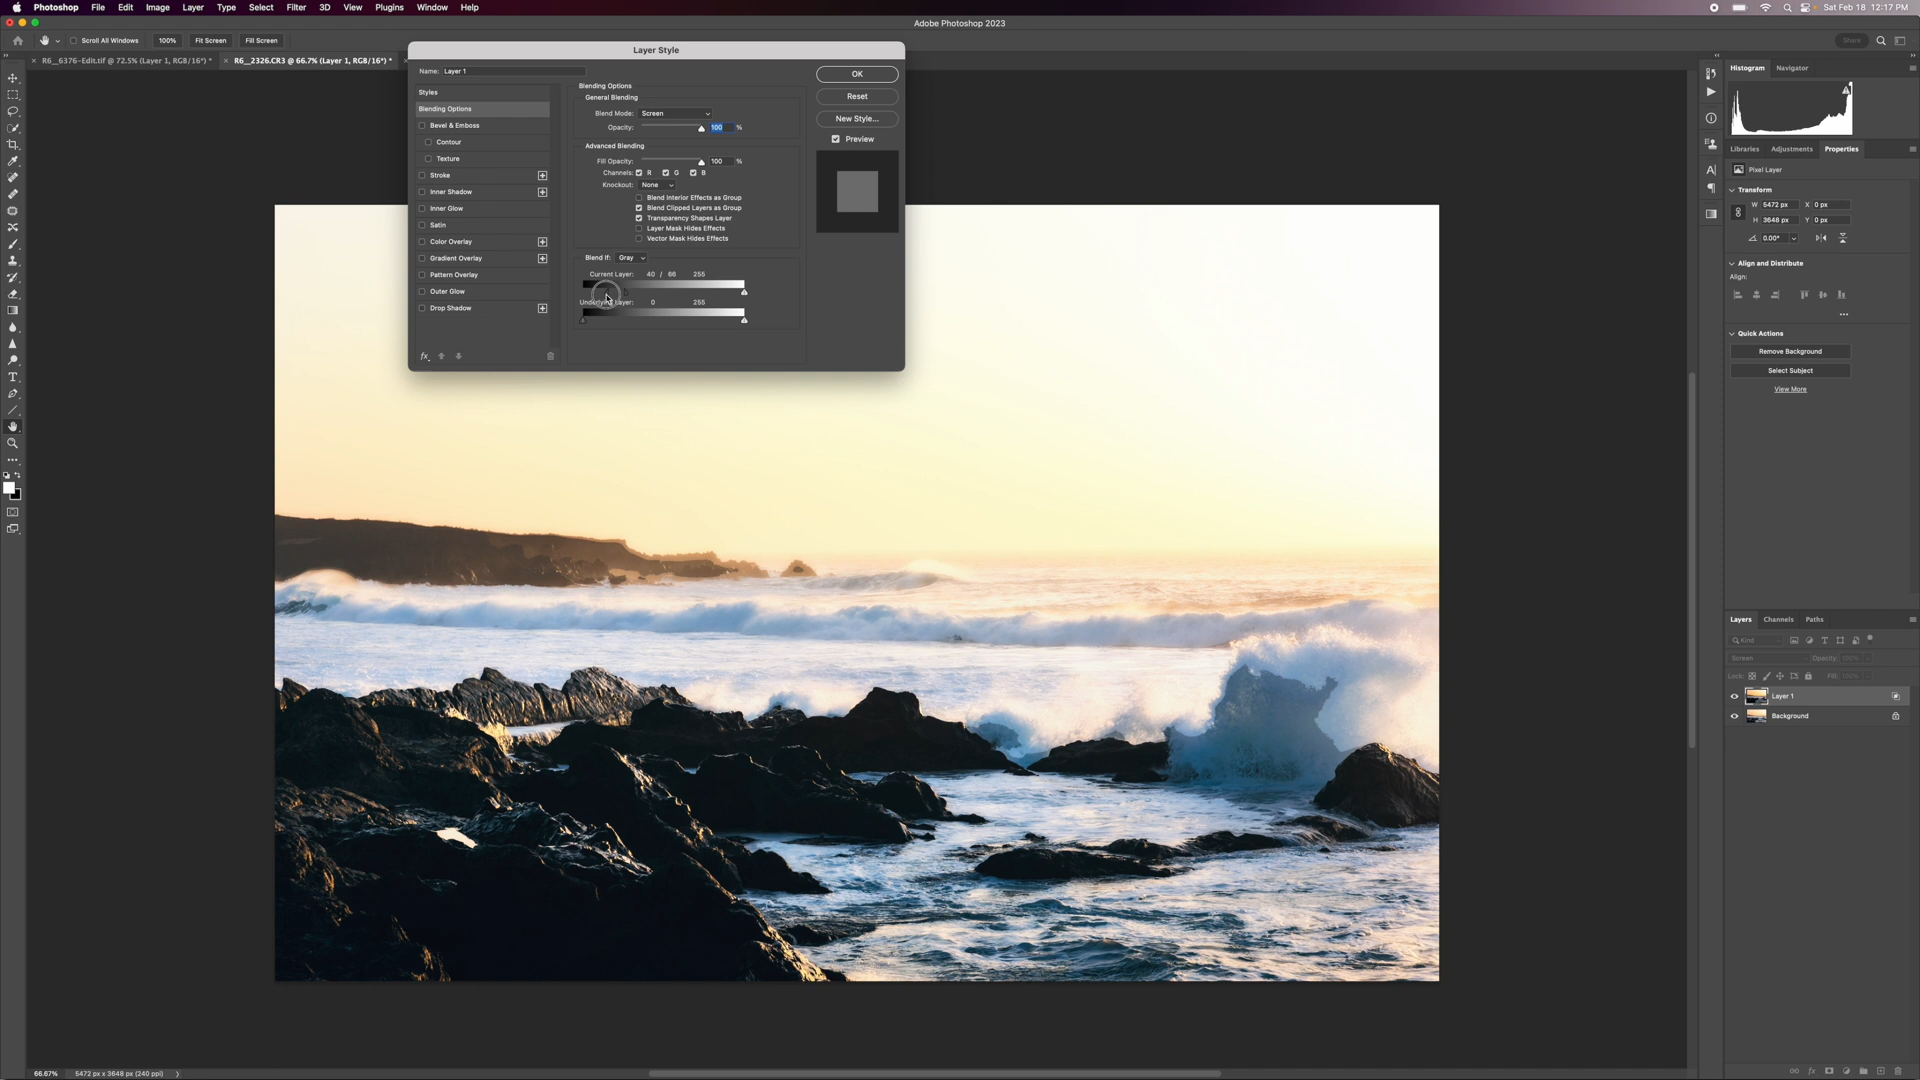 Photoshop File Edit Image Layer Type Select Filter 3D View Plugins Window Help Sat Feb 18 12:17 PM
Adobe Photoshop 2023
Scroll All Windows 100% Fit Screen Fill Screen Share
R6__6376-Edit.tif @ 72.5% (Layer 1, RGB/16*) * R6__2326.CR3 @ 66.7% (Layer 1, RGB/16*) *
Layer Style
Name: Layer 1
Styles
Blending Options
Bevel & Emboss
Contour
Texture
Stroke
Inner Shadow
Inner Glow
Satin
Color Overlay
Gradient Overlay
Pattern Overlay
Outer Glow
Drop Shadow
fx
Blending Options
General Blending
Blend Mode: Screen
Opacity: 100 %
Advanced Blending
Fill Opacity: 100 %
Channels: R G B
Knockout: None
Blend Interior Effects as Group
Blend Clipped Layers as Group
Transparency Shapes Layer
Layer Mask Hides Effects
Vector Mask Hides Effects
Blend If: Gray
Current Layer: 40 / 66 255
Underlying Layer: 0 255
OK
Reset
New Style...
Preview
Histogram Navigator
Libraries Adjustments Properties
Pixel Layer
Transform
W 5472 px X 0 px
H 3648 px Y 0 px
0.00°
Align and Distribute
Align:
Quick Actions
Remove Background
Select Subject
View More
Layers Channels Paths
Kind
Screen Opacity: 100%
Lock: Fill: 100%
Layer 1
Background
fx
66.67% 5472 px x 3648 px (240 ppi)